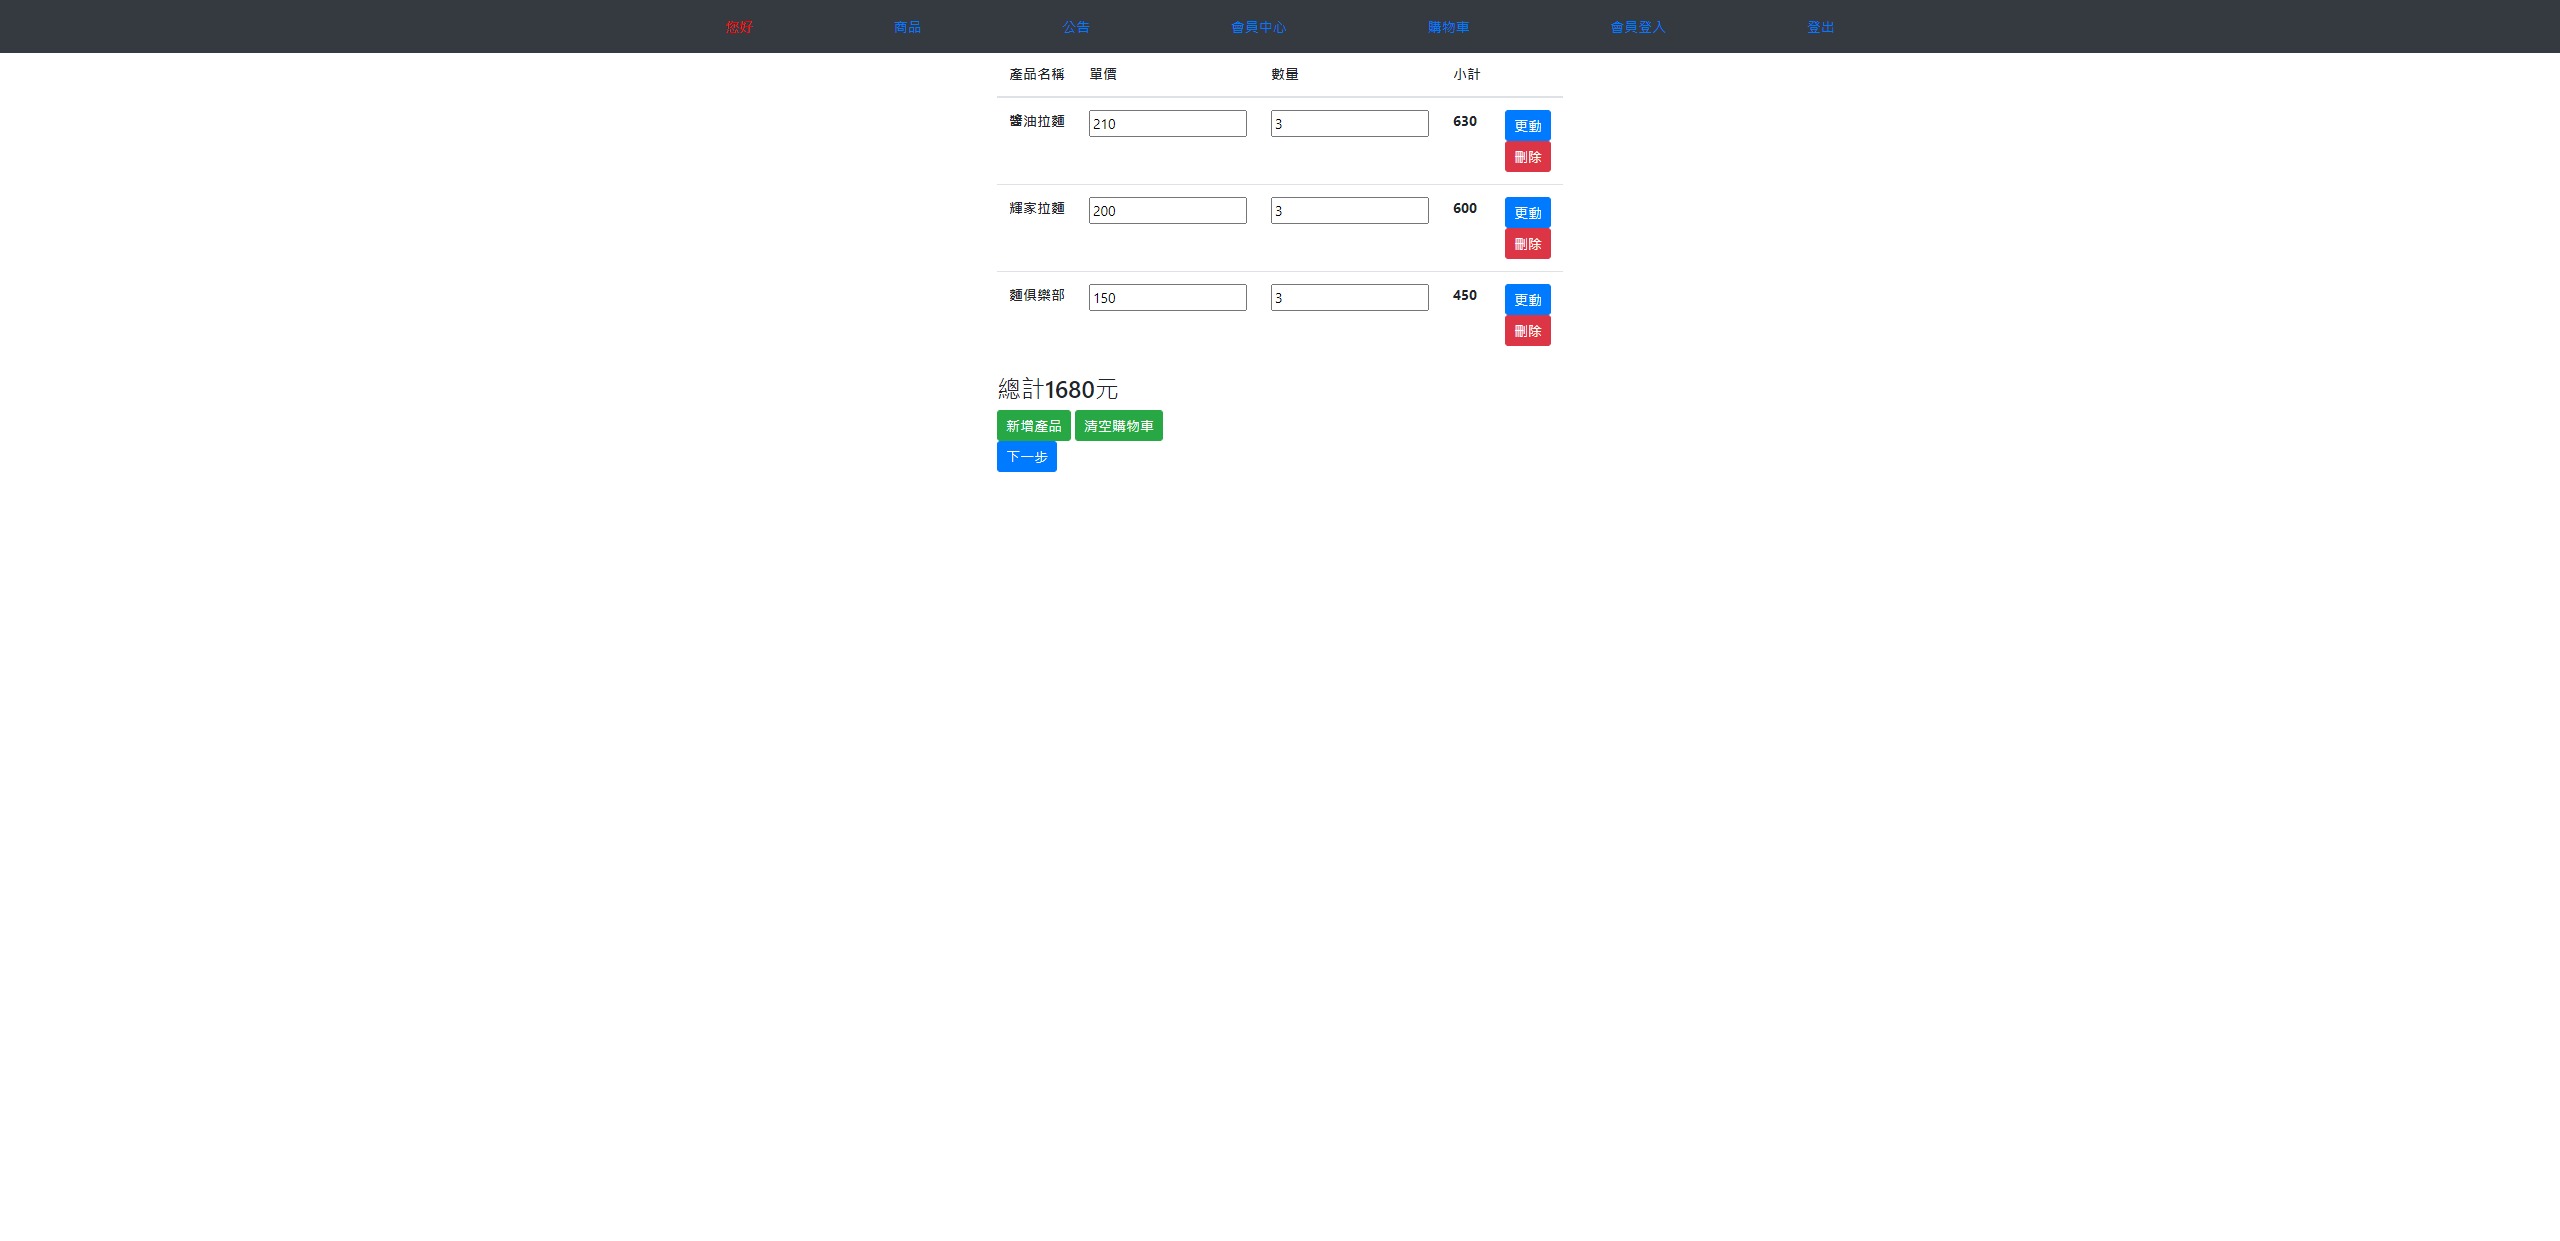 您好 商品 公告 會員中心 購物車 會員登入 登出
產品名稱 單價 數量 小計
醬油拉麵 210 3 630 更動
刪除
輝家拉麵 200 3 600 更動
刪除
麵俱樂部 150 3 450 更動
刪除
總計1680元
新增產品 清空購物車
下一步